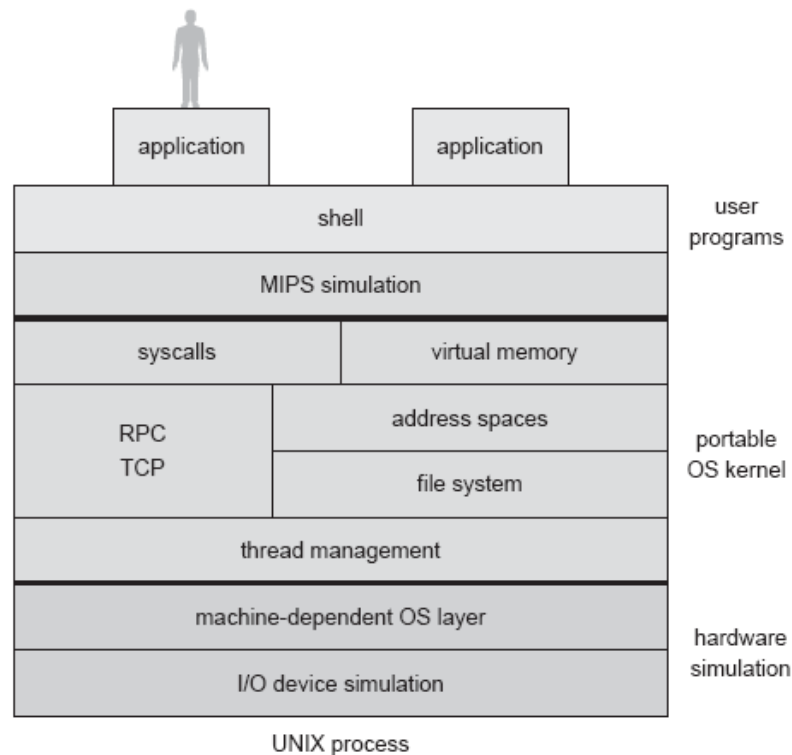 application
application
shell
user
programs
MIPS simulation
syscalls
virtual memory
RPC
TCP
address spaces
file system
portable
OS kernel
thread management
machine-dependent OS layer
I/O device simulation
hardware
simulation
UNIX process